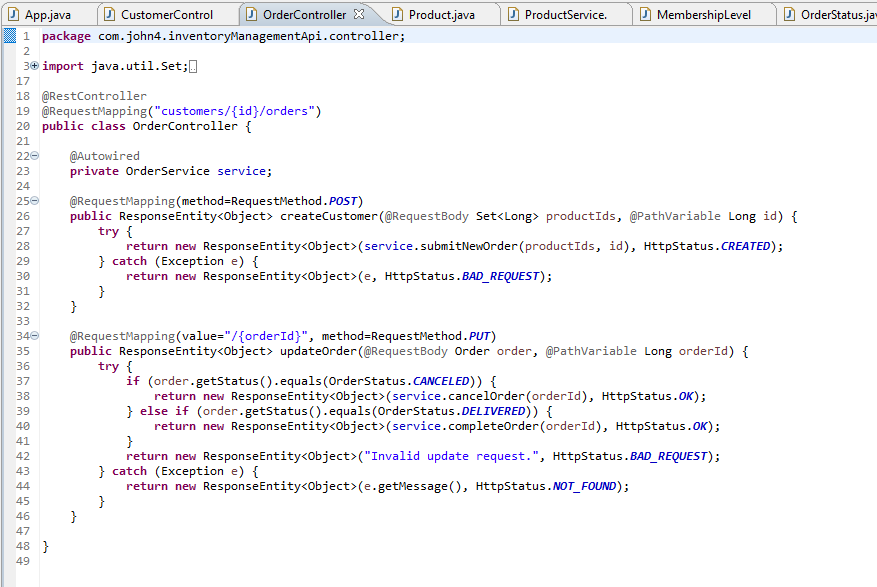 App.java CustomerControl OrderController Product.java ProductService. MembershipLevel OrderStatus.jav
1 package com.john4.inventoryManagementApi.controller;
2
3 import java.util.Set;
17
18 @RestController
19 @RequestMapping("customers/{id}/orders")
20 public class OrderController {
21
22 @Autowired
23 private OrderService service;
24
25 @RequestMapping(method=RequestMethod.POST)
26 public ResponseEntity<Object> createCustomer(@RequestBody Set<Long> productIds, @PathVariable Long id) {
27 try {
28 return new ResponseEntity<Object>(service.submitNewOrder(productIds, id), HttpStatus.CREATED);
29 } catch (Exception e) {
30 return new ResponseEntity<Object>(e, HttpStatus.BAD_REQUEST);
31 }
32 }
33
34 @RequestMapping(value="/{orderId}", method=RequestMethod.PUT)
35 public ResponseEntity<Object> updateOrder(@RequestBody Order order, @PathVariable Long orderId) {
36 try {
37 if (order.getStatus().equals(OrderStatus.CANCELED)) {
38 return new ResponseEntity<Object>(service.cancelOrder(orderId), HttpStatus.OK);
39 } else if (order.getStatus().equals(OrderStatus.DELIVERED)) {
40 return new ResponseEntity<Object>(service.completeOrder(orderId), HttpStatus.OK);
41 }
42 return new ResponseEntity<Object>("Invalid update request.", HttpStatus.BAD_REQUEST);
43 } catch (Exception e) {
44 return new ResponseEntity<Object>(e.getMessage(), HttpStatus.NOT_FOUND);
45 }
46 }
47
48 }
49